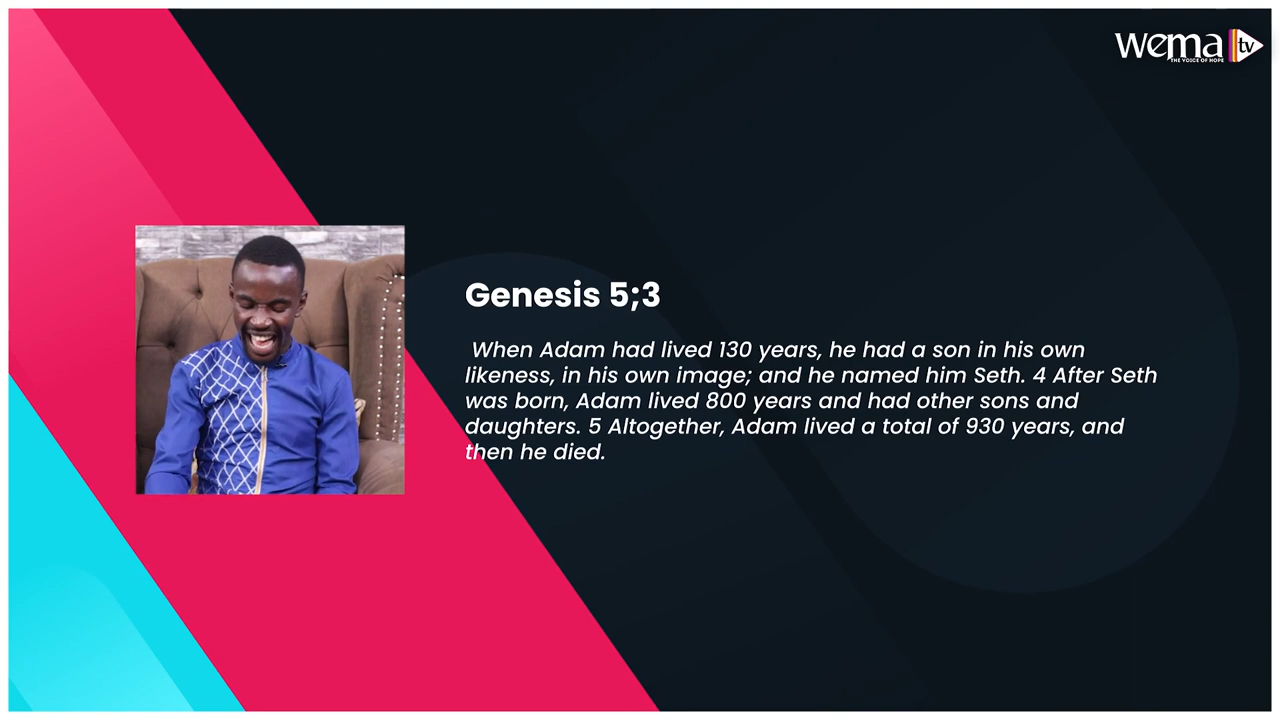 wema tv
THE VOICE OF HOPE
Genesis 5;3
When Adam had lived 130 years, he had a son in his own
likeness, in his own image; and he named him Seth. 4 After Seth
was born, Adam lived 800 years and had other sons and
daughters. 5 Altogether, Adam lived a total of 930 years, and
then he died.